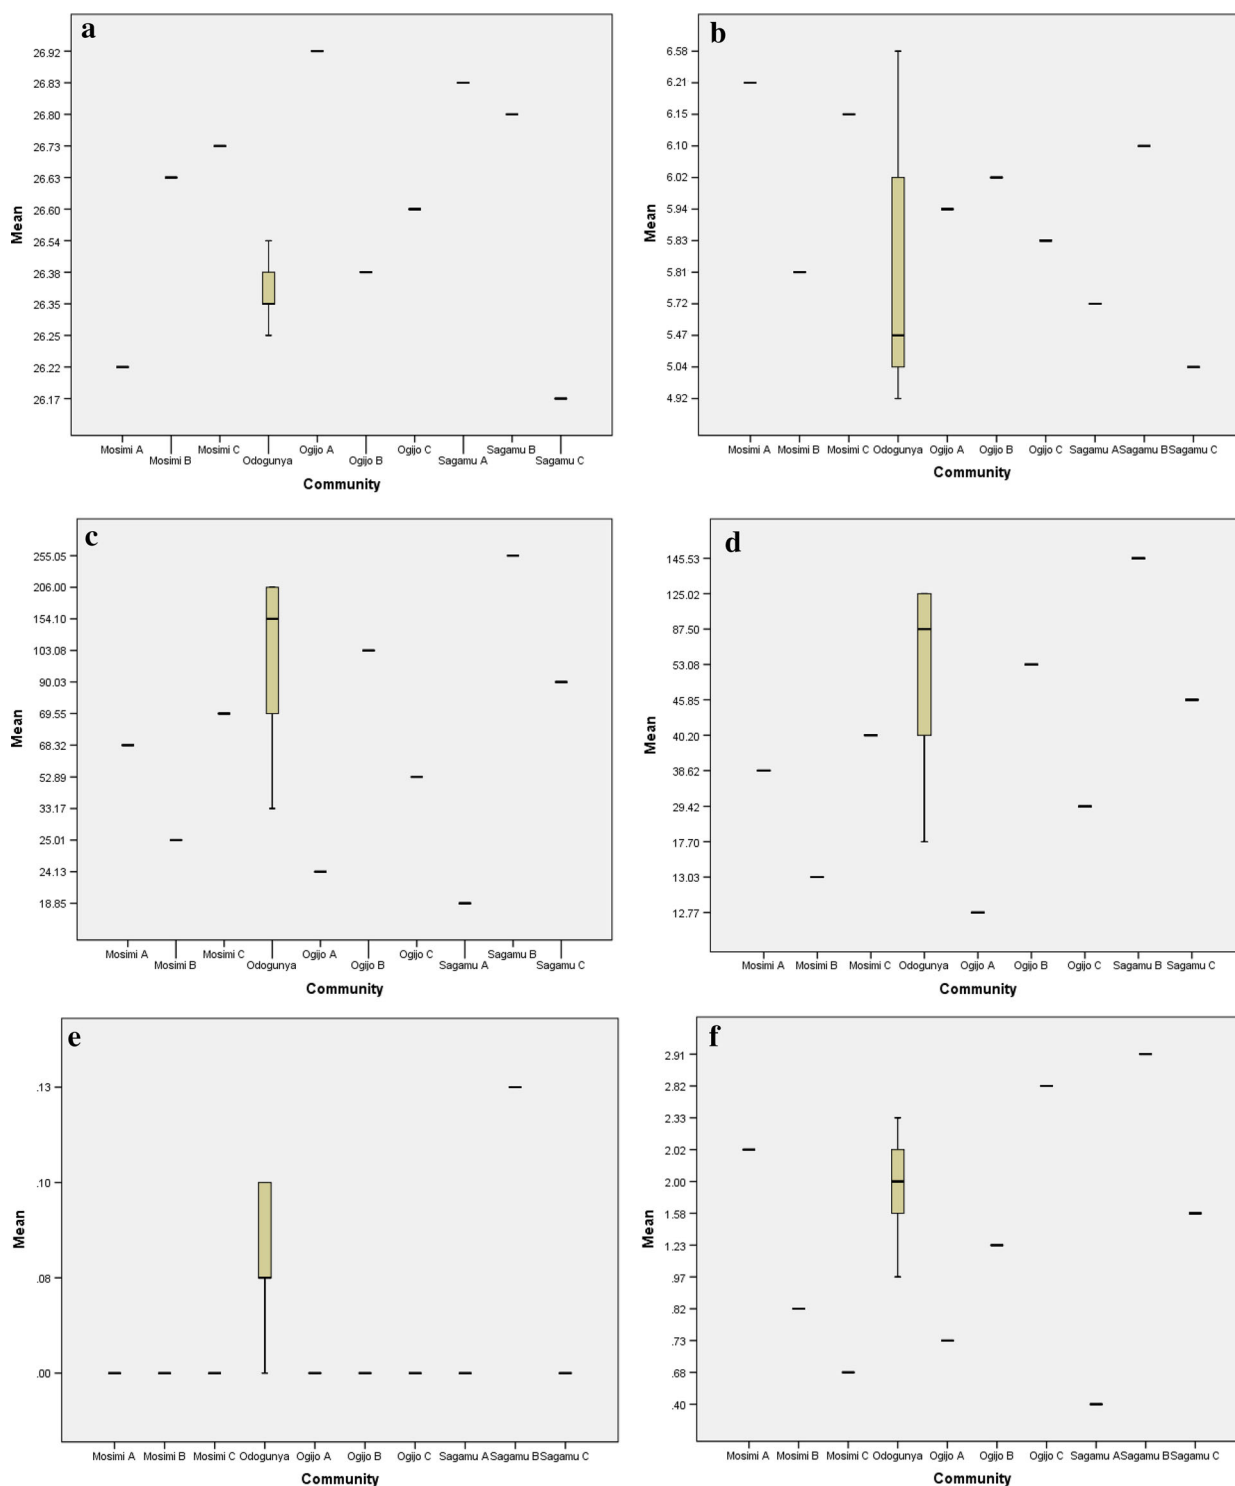 a
26.92
26.83
26.80
26.73
26.63
26.60
26.54
26.38
26.35
26.25
26.22
26.17
Mean
Mosimi A Mosimi B Mosimi C Odogunya Ogijo A Ogijo B Ogijo C Sagamu A Sagamu B Sagamu C
Community
b
6.58
6.21
6.15
6.10
6.02
5.94
5.83
5.81
5.72
5.47
5.04
4.92
Mean
Mosimi A Mosimi B Mosimi C Odogunya Ogijo A Ogijo B Ogijo C Sagamu A Sagamu B Sagamu C
Community
c
255.05
206.00
154.10
103.08
90.03
69.55
68.32
52.89
33.17
25.01
24.13
18.85
Mean
Mosimi A Mosimi B Mosimi C Odogunya Ogijo A Ogijo B Ogijo C Sagamu A Sagamu B Sagamu C
Community
d
145.53
125.02
87.50
53.08
45.85
40.20
38.62
29.42
17.70
13.03
12.77
Mean
Mosimi A Mosimi B Mosimi C Odogunya Ogijo A Ogijo B Ogijo C Sagamu B Sagamu C
Community
e
.13
.10
.08
.00
Mean
Mosimi A Mosimi B Mosimi C Odogunya Ogijo A Ogijo B Ogijo C Sagamu A Sagamu B Sagamu C
Community
f
2.91
2.82
2.33
2.02
2.00
1.58
1.23
.97
.82
.73
.68
.40
Mean
Mosimi A Mosimi B Mosimi C Odogunya Ogijo A Ogijo B Ogijo C Sagamu A Sagamu B Sagamu C
Community